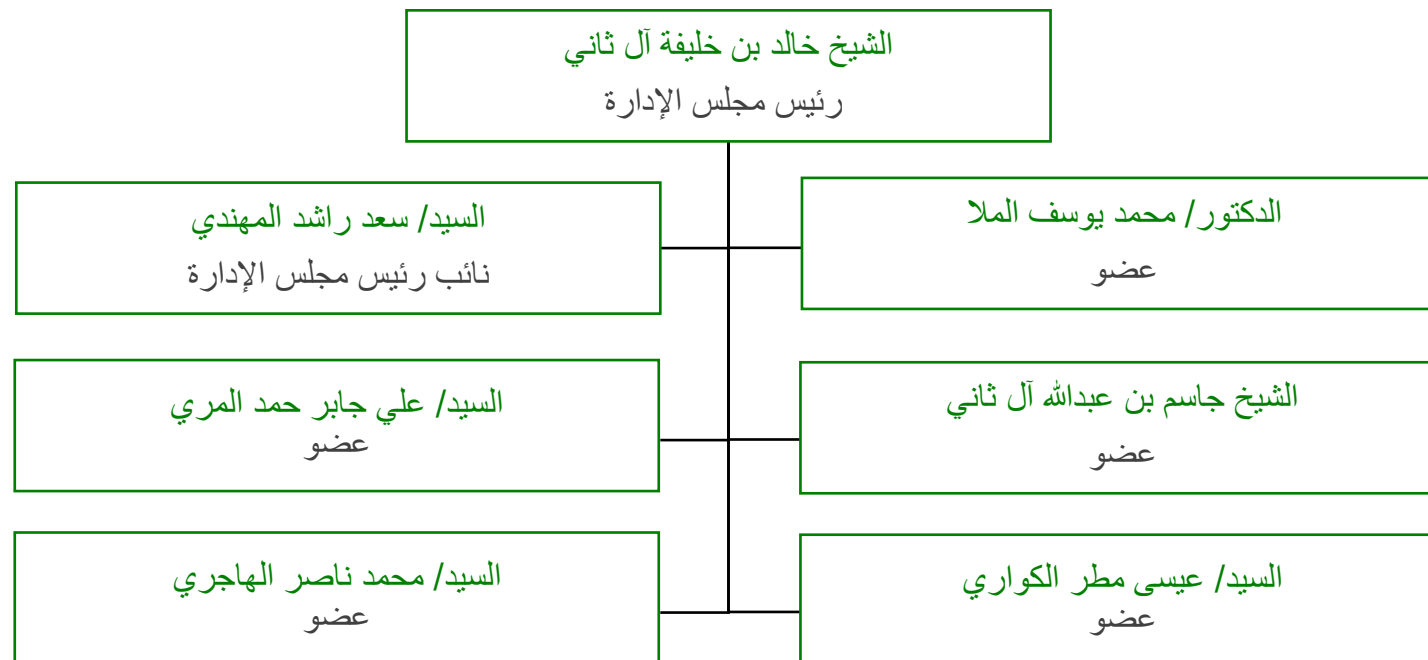 الشيخ خالد بن خليفة آل ثاني
رئيس مجلس الإدارة
الدكتور/ محمد يوسف الملا
عضو
السيد/ سعد راشد المهندي
نائب رئيس مجلس الإدارة
الشيخ جاسم بن عبدالله آل ثاني
عضو
السيد/ علي جابر حمد المري
عضو
السيد/ عيسى مطر الكواري
عضو
السيد/ محمد ناصر الهاجري
عضو